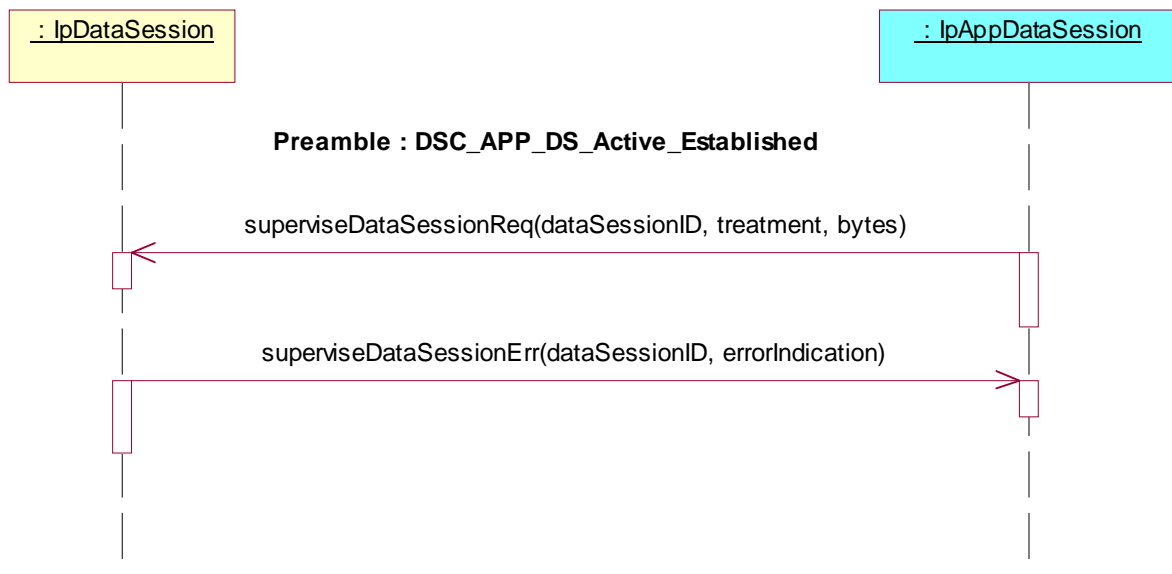 : IpDataSession
: IpAppDataSession
Preamble : DSC_APP_DS_Active_Established
superviseDataSessionReq(dataSessionID, treatment, bytes)
superviseDataSessionErr(dataSessionID, errorIndication)